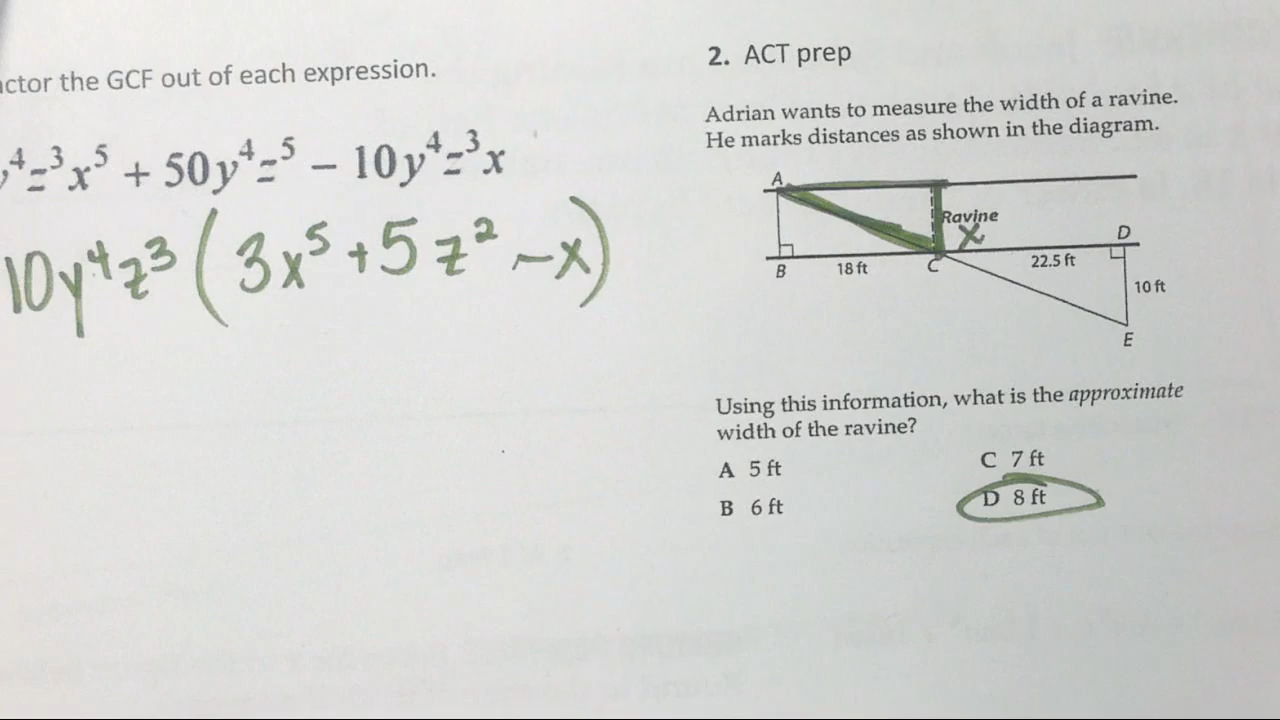 actor the GCF out of each expression.
y⁴z³x⁵ + 50y⁴z⁵ − 10y⁴z³x
10y⁴z³(3x⁵+5z²−x)
2. ACT prep
Adrian wants to measure the width of a ravine.
He marks distances as shown in the diagram.
A
Ravine
X
D
B
18 ft
C
22.5 ft
10 ft
E
Using this information, what is the approximate
width of the ravine?
A 5 ft
C 7 ft
B 6 ft
D 8 ft